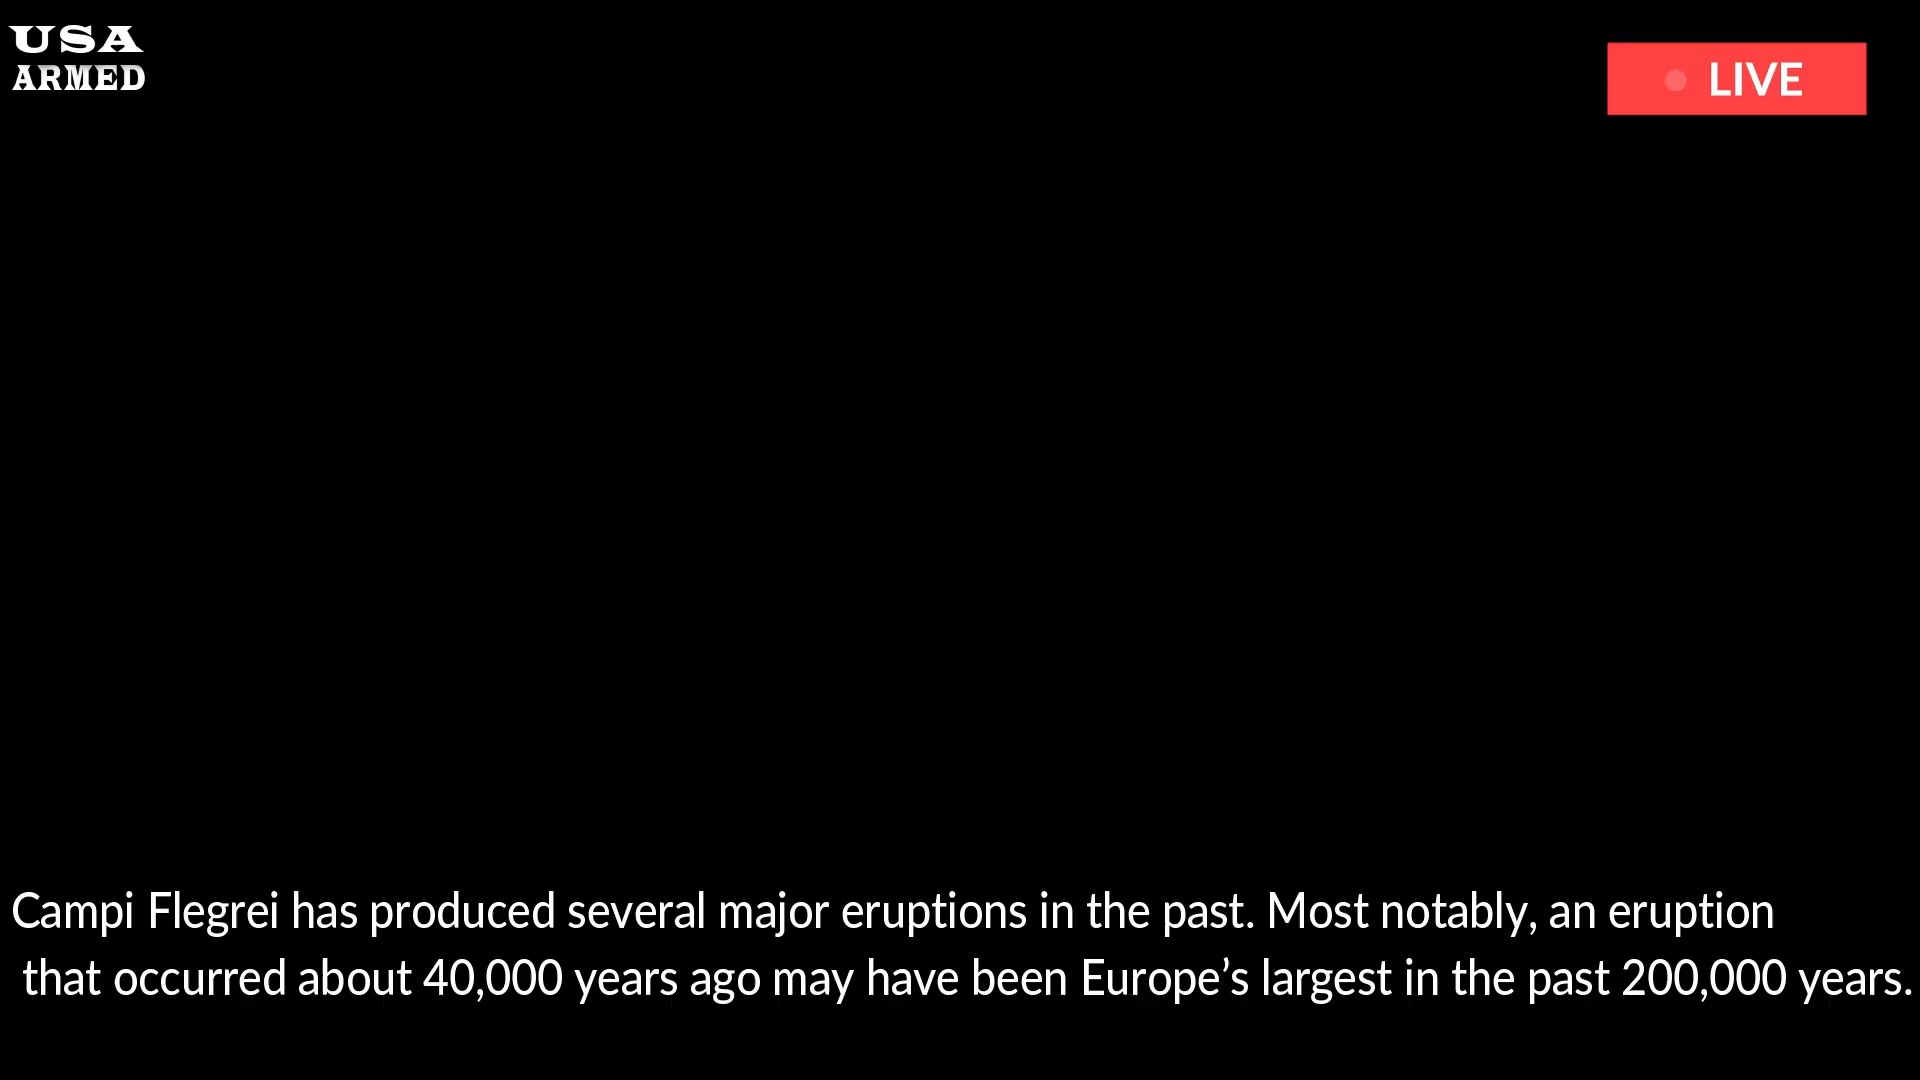 USA
ARMED
LIVE
Campi Flegrei has produced several major eruptions in the past. Most notably, an eruption
that occurred about 40,000 years ago may have been Europe’s largest in the past 200,000 years.